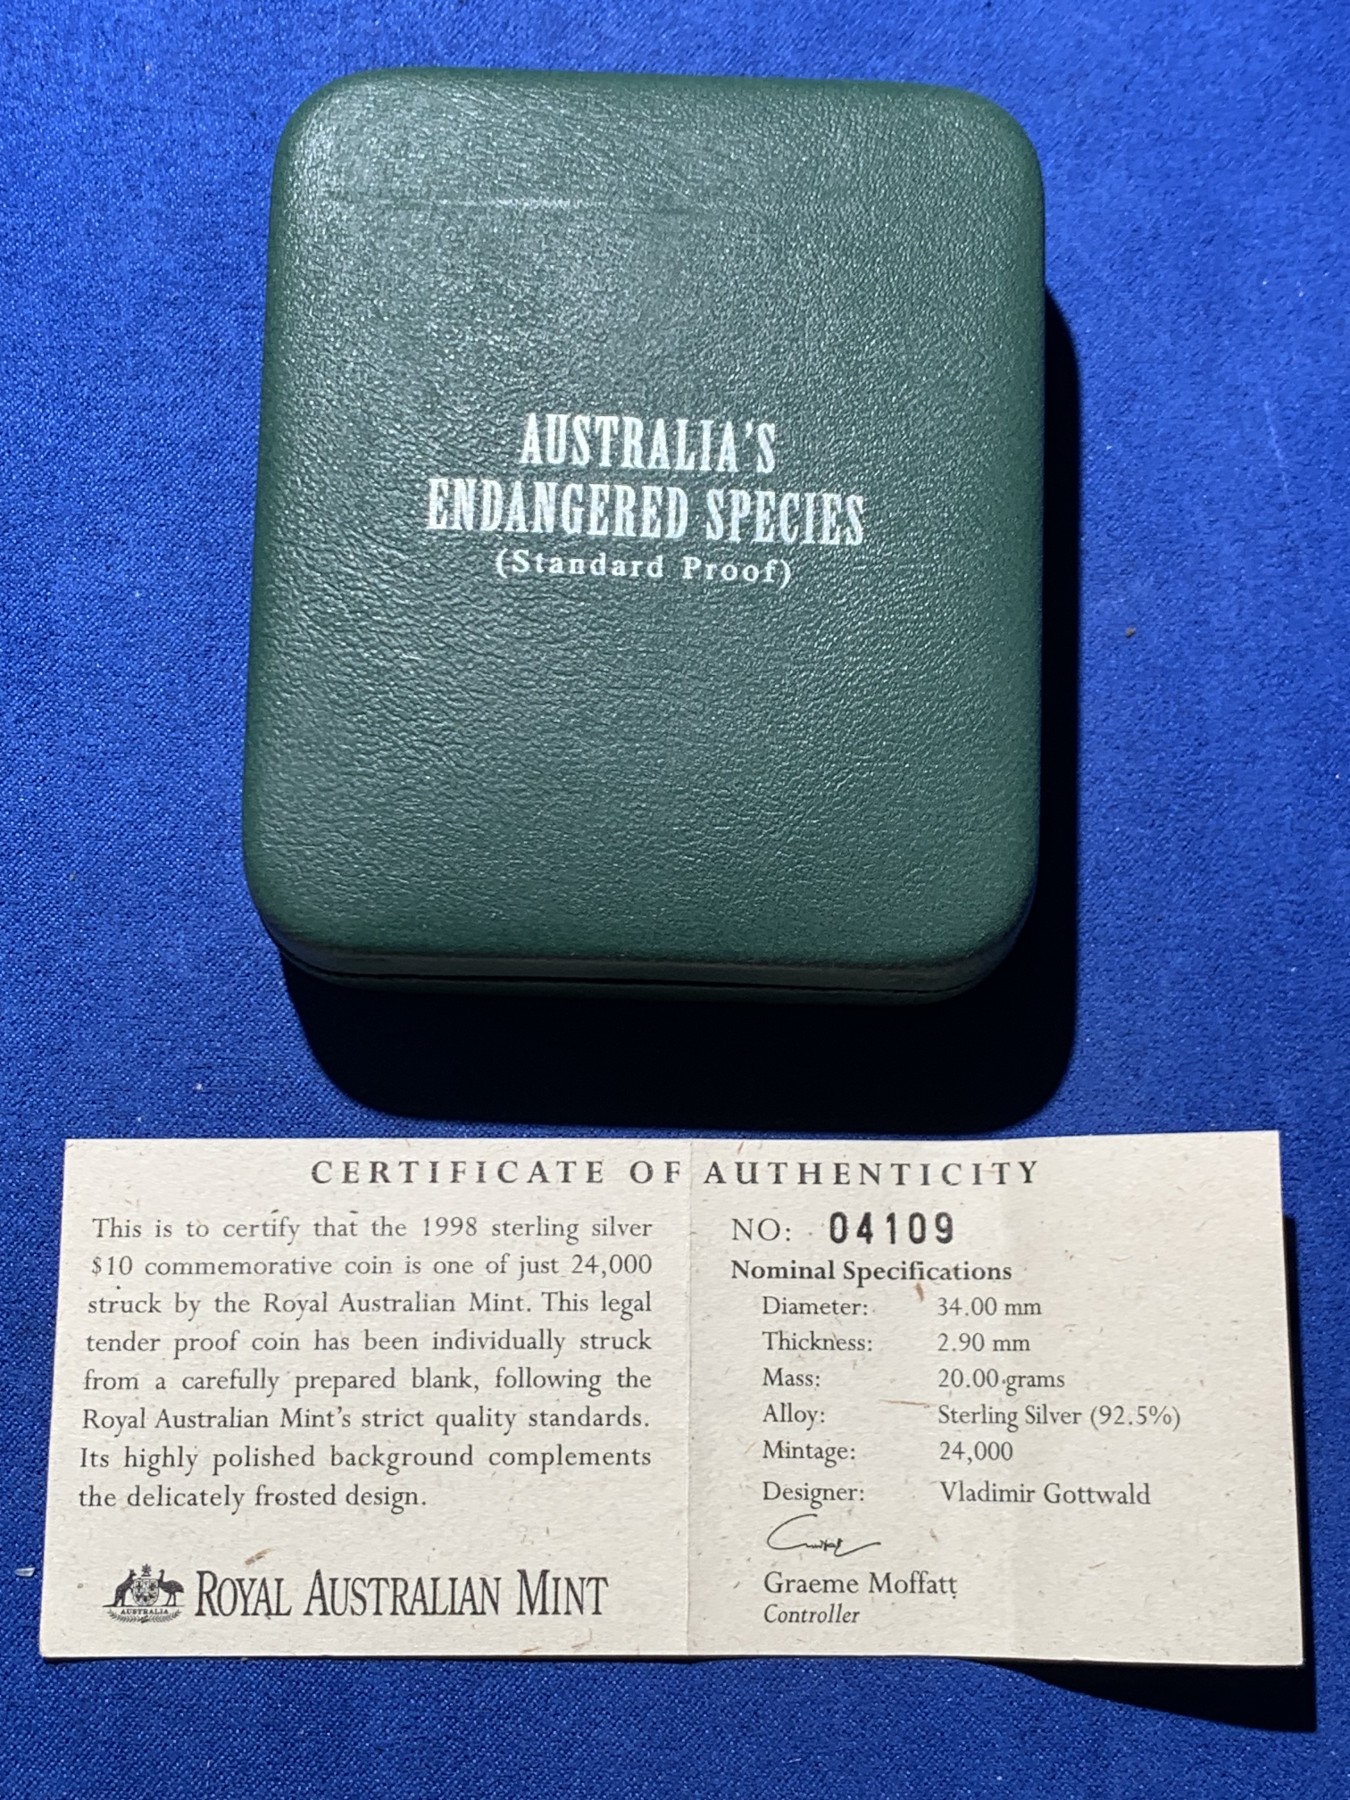 AUSTRALIA'S
ENDANGERED SPECIES
(Standard Proof)
CERTIFICATE OF AUTHENTICITY
This is to certify that the 1998 sterling silver
$10 commemorative coin is one of just 24,000
struck by the Royal Australian Mint. This legal
tender proof coin has been individually struck
from a carefully prepared blank, following the
Royal Australian Mint's strict quality standards.
Its highly polished background complements
the delicately frosted design.
AUSTRALIA
ROYAL AUSTRALIAN MINT
NO: 04109
Nominal Specifications
Diameter: 34.00 mm
Thickness: 2.90 mm
Mass: 20.00 grams
Alloy: Sterling Silver (92.5%)
Mintage: 24,000
Designer: Vladimir Gottwald
Graeme Moffatt
Controller